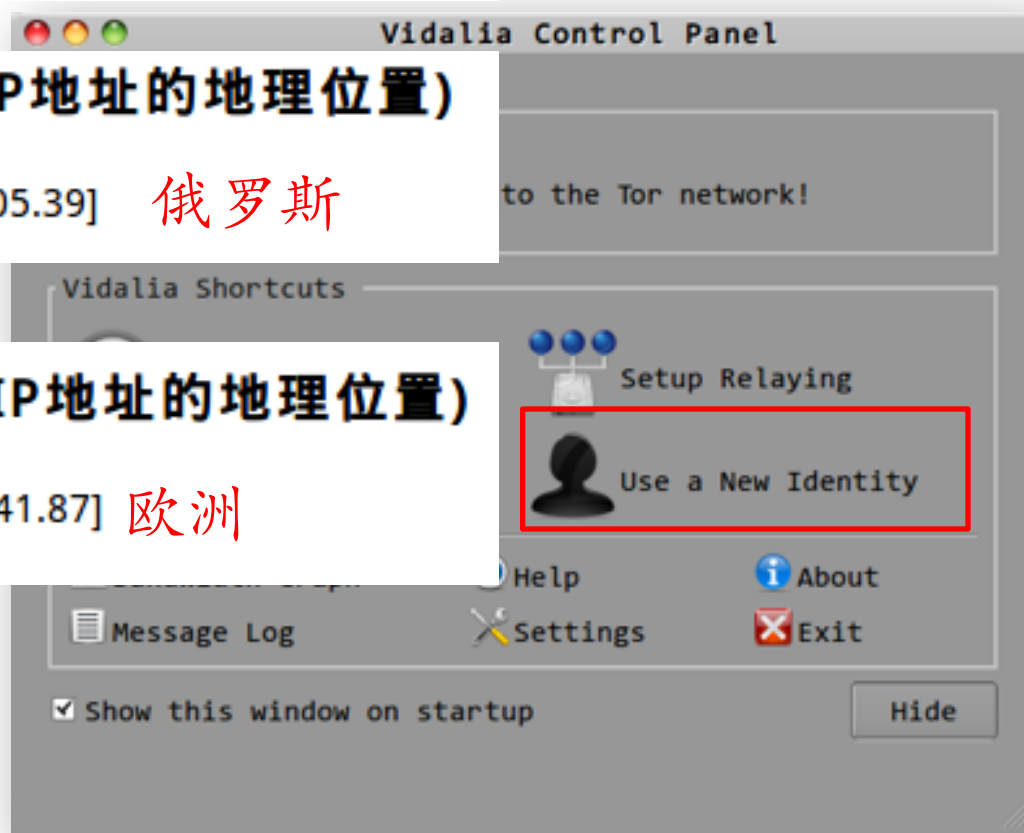 Vidalia Control Panel
P地址的地理位置)
05.39] 俄罗斯
to the Tor network!
Vidalia Shortcuts
Setup Relaying
IP地址的地理位置)
Use a New Identity
41.87] 欧洲
Help
About
Message Log
Settings
Exit
Show this window on startup
Hide